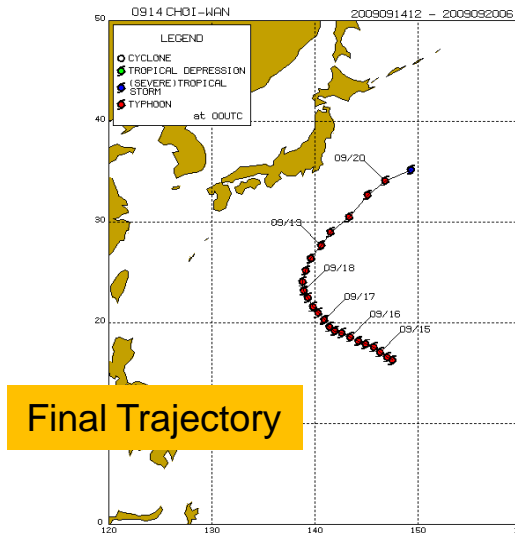 0914 CHOI-WAN 2009091412 - 2009092006
50
LEGEND
CYCLONE
TROPICAL DEPRESSION
(SEVERE)TROPICAL
STORM
TYPHOON
at 00UTC
40
09/20
30
09/19
09/18
09/17
20
09/16
09/15
Final Trajectory
0
120
130
140
150